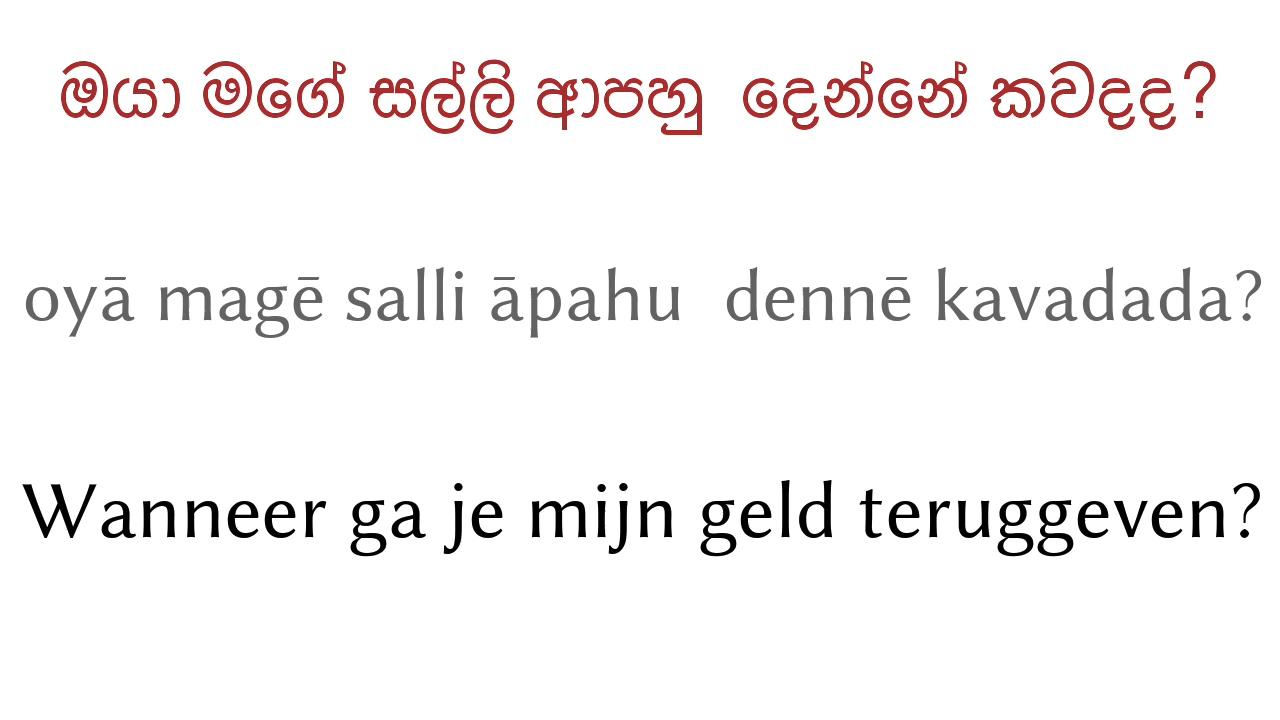 ඔයා මගේ සල්ලි ආපහු  දෙන්නේ කවදද?
oyā magē salli āpahu  dennē kavadada?
Wanneer ga je mijn geld teruggeven?